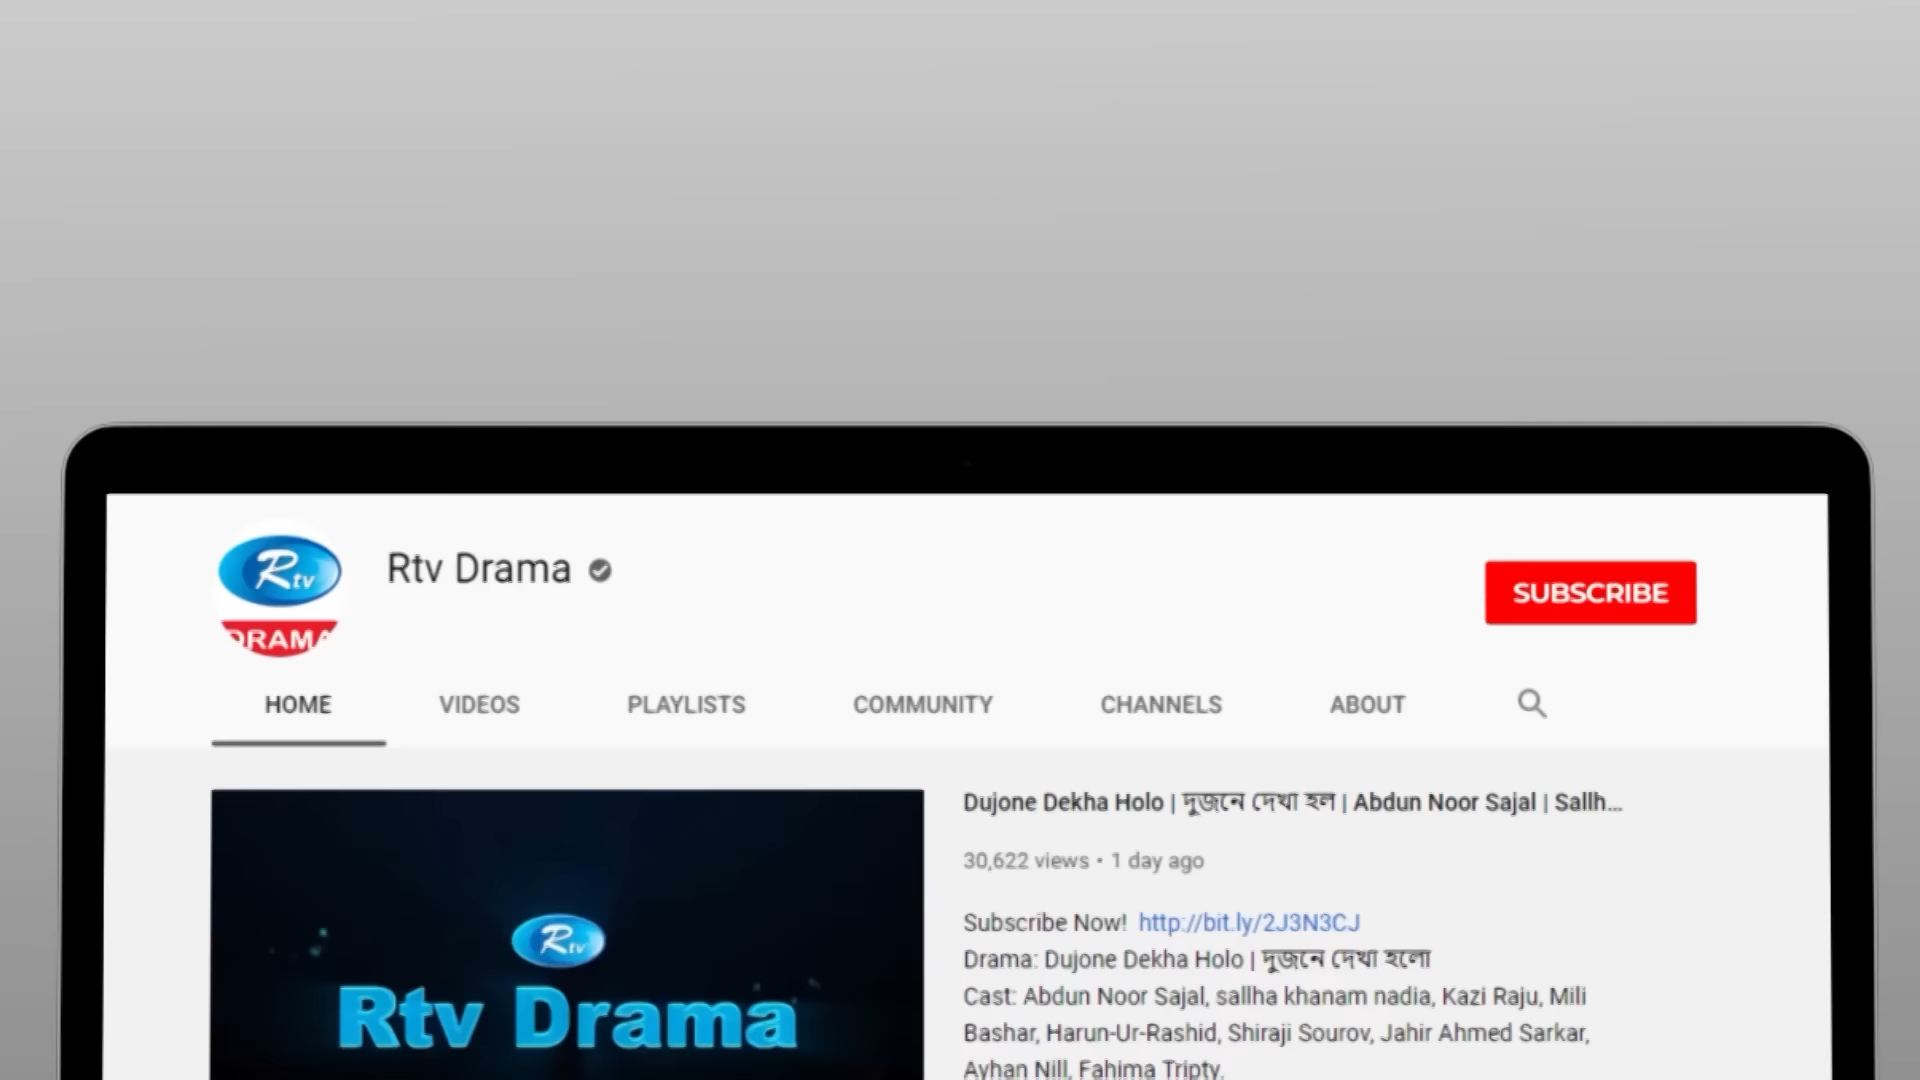 Rtv
DRAMA
Rtv Drama
SUBSCRIBE
HOME
VIDEOS
PLAYLISTS
COMMUNITY
CHANNELS
ABOUT
Rtv
Rtv Drama
Dujone Dekha Holo | দুজনে দেখা হল | Abdun Noor Sajal | Sallh...
30,622 views • 1 day ago
Subscribe Now! http://bit.ly/2J3N3CJ
Drama: Dujone Dekha Holo | দুজনে দেখা হলো
Cast: Abdun Noor Sajal, sallha khanam nadia, Kazi Raju, Mili
Bashar, Harun-Ur-Rashid, Shiraji Sourov, Jahir Ahmed Sarkar,
Ayhan Nill, Fahima Tripty.